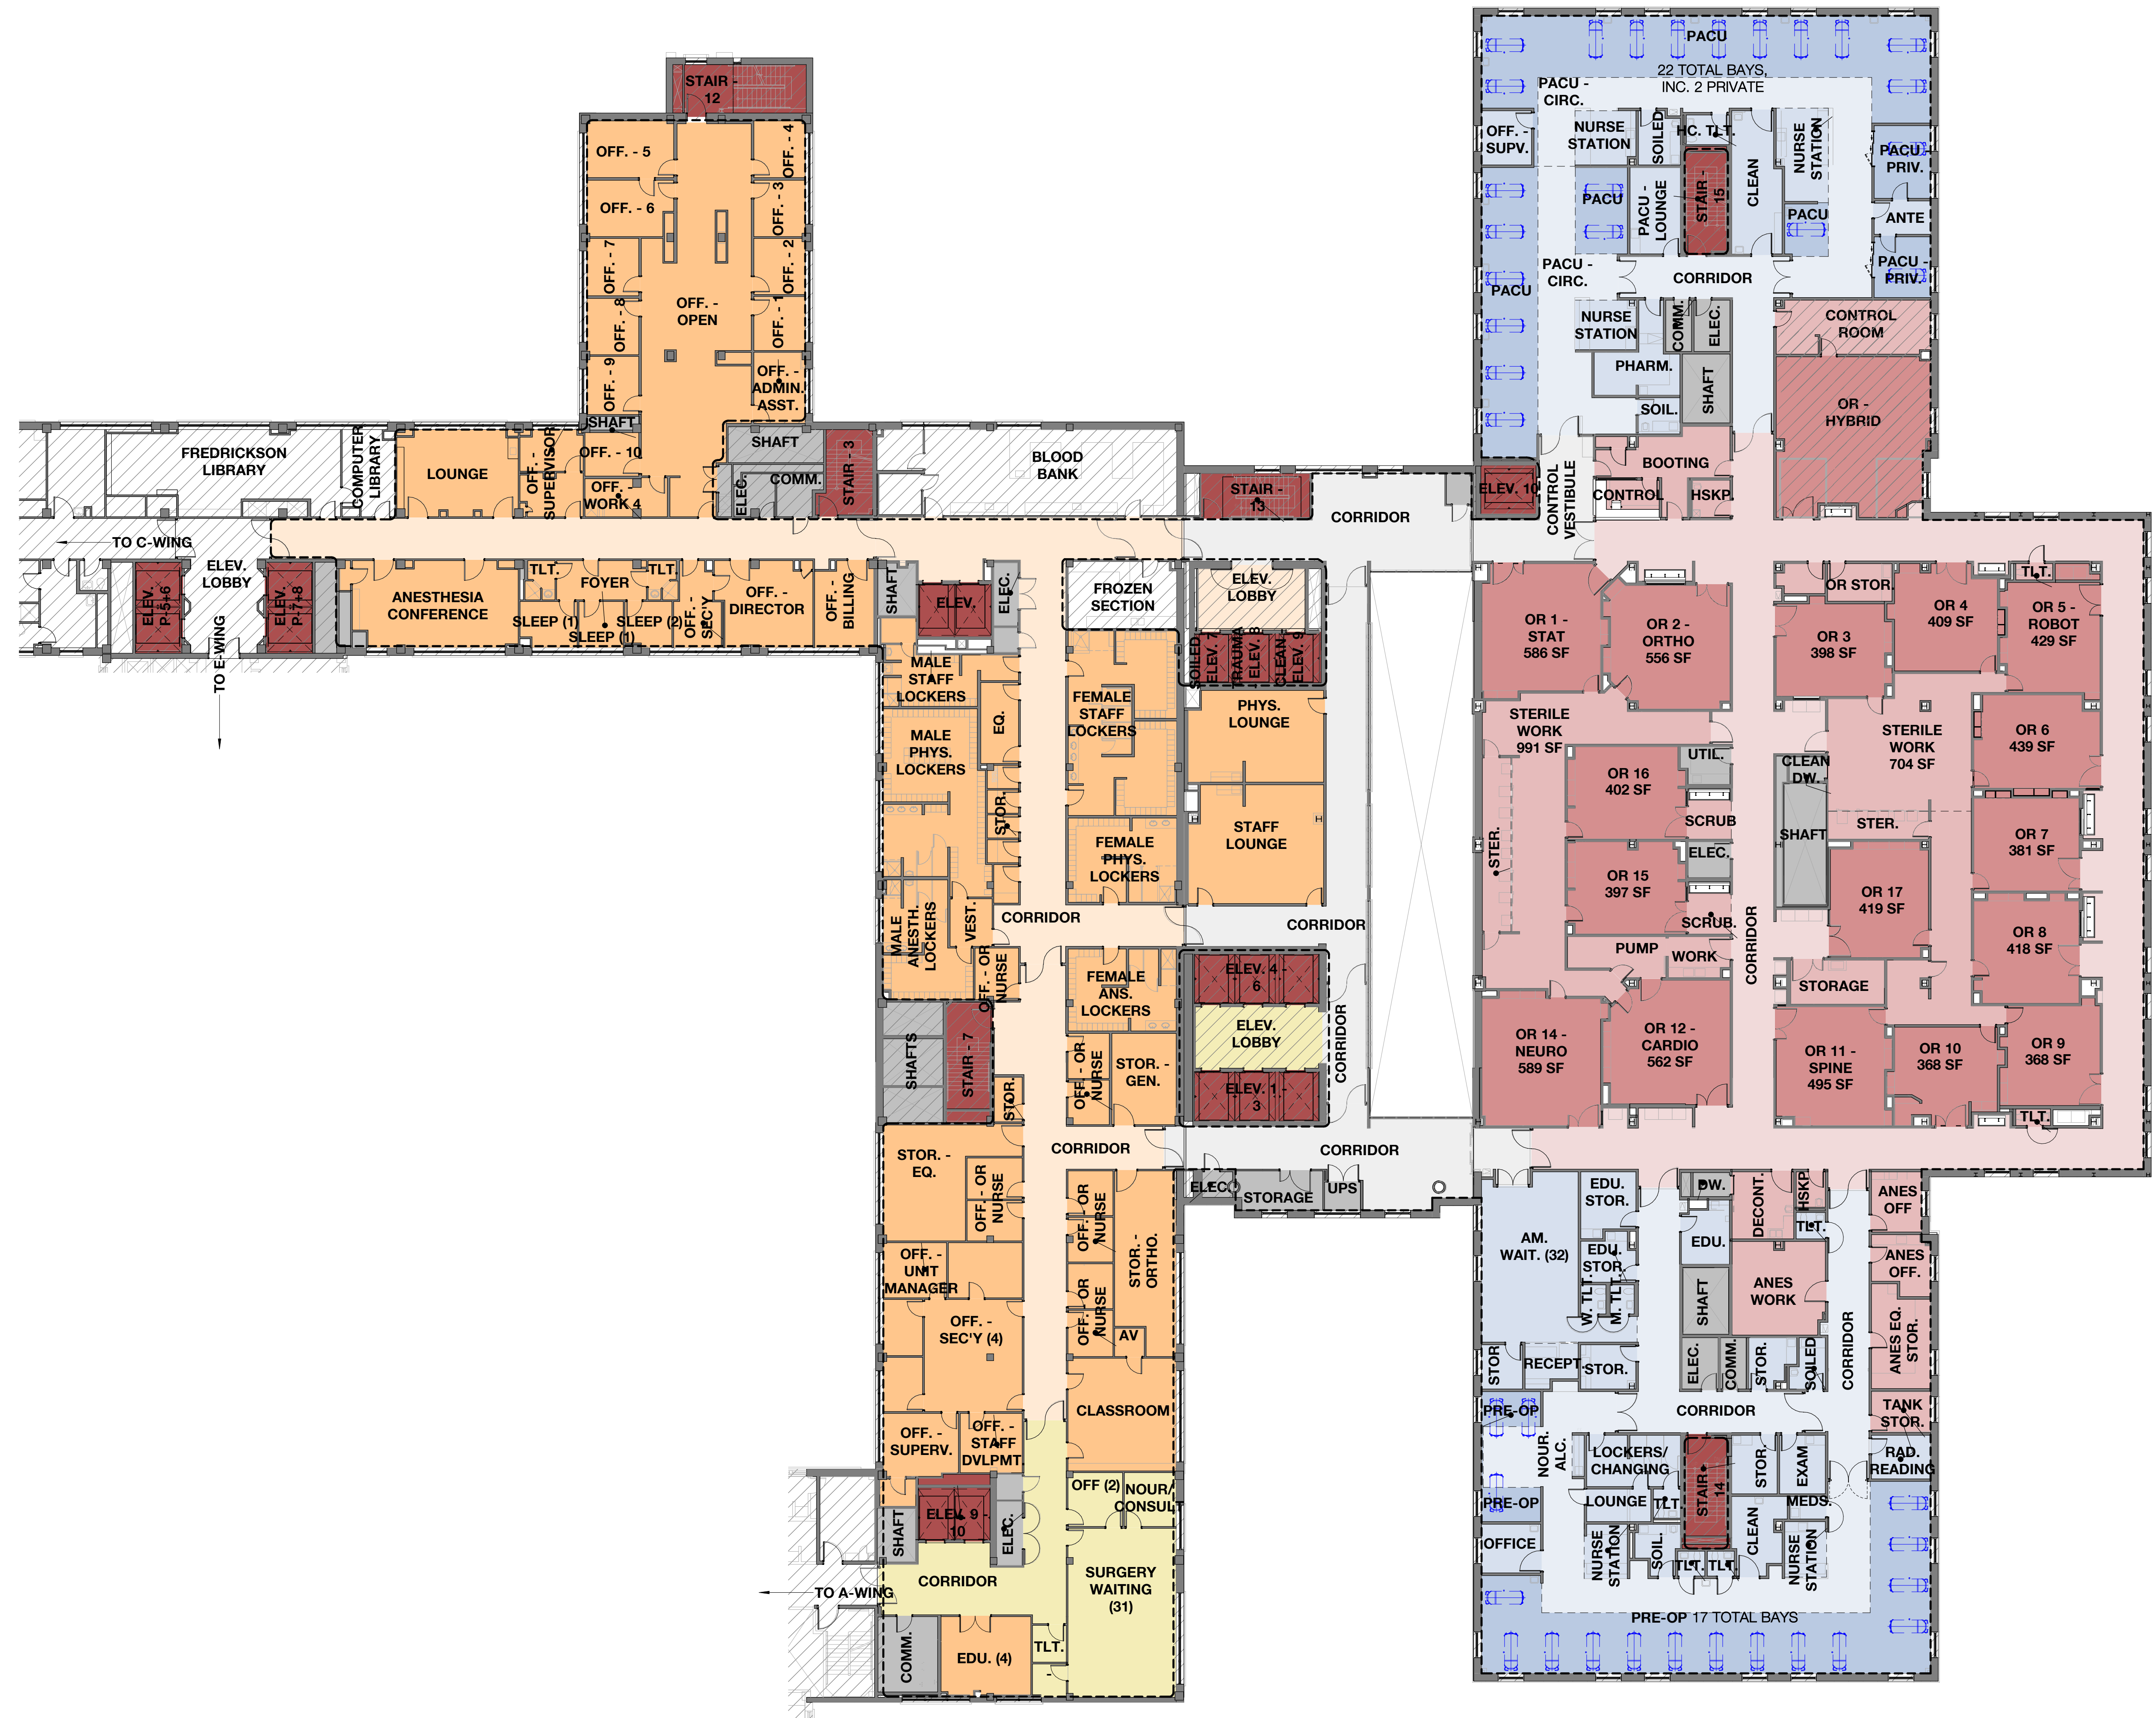 STAIR -
12
OFF. - 5
OFF. - 4
OFF. - 6
OFF. - 3
OFF. - 7
OFF. - 2
OFF. - 8
OFF. - 1
OFF. -
OPEN
OFF. - 9
OFF. -
ADMIN.
ASST.
SHAFT
OFF. - 10
OFF. -
WORK 4
FREDRICKSON
LIBRARY
COMPUTER
LIBRARY
LOUNGE
OFF. -
SUPERVISOR
SHAFT
ELEC.
COMM.
STAIR - 3
BLOOD
BANK
STAIR -
13
CORRIDOR
TO C-WING
ELEV.
LOBBY
ELEV.
P-5+6
ELEV.
P-7+8
TO E-WING
ANESTHESIA
CONFERENCE
TLT.
FOYER
TLT.
SLEEP (1)
SLEEP (1)
SLEEP (2)
OFF. -
SEC'Y
OFF. -
DIRECTOR
OFF. -
BILLING
SHAFT
ELEV.
ELEC.
FROZEN
SECTION
ELEV.
LOBBY
SOILED
ELEV. 7
TRAUMA
ELEV. 8
CLEAN
ELEV. 9
MALE
STAFF
LOCKERS
EQ.
FEMALE
STAFF
LOCKERS
PHYS.
LOUNGE
MALE
PHYS.
LOCKERS
STOR.
STAFF
LOUNGE
FEMALE
PHYS.
LOCKERS
MALE
ANESTH.
LOCKERS
VEST.
CORRIDOR
CORRIDOR
OFF. - OR
NURSE
FEMALE
ANS.
LOCKERS
ELEV. 4 -
6
ELEV.
LOBBY
CORRIDOR
ELEV. 1 -
3
SHAFTS
STAIR - 7
STOR.
OFF. - OR
NURSE
STOR. -
GEN.
CORRIDOR
CORRIDOR
STOR. -
EQ.
OFF. - OR
NURSE
OFF. - OR
NURSE
STOR. -
ORTHO.
ELEC.
STORAGE
UPS
OFF. -
UNIT
MANAGER
OFF. - OR
NURSE
OFF. -
SEC'Y (4)
AV
CLASSROOM
OFF. -
SUPERV.
OFF. -
STAFF
DVLPMT.
OFF (2)
NOUR/
CONSULT
SHAFT
ELEV. 9 -
10
ELEC.
CORRIDOR
TO A-WING
SURGERY
WAITING
(31)
COMM.
EDU. (4)
TLT.
-
PACU
22 TOTAL BAYS,
INC. 2 PRIVATE
PACU -
CIRC.
OFF. -
SUPV.
NURSE
STATION
SOILED
HC. TLT.
CLEAN
NURSE
STATION
PACU -
PRIV.
PACU
PACU -
LOUNGE
STAIR -
15
PACU
ANTE
PACU -
PRIV.
PACU
PACU -
CIRC.
CORRIDOR
NURSE
STATION
COMM.
ELEC.
CONTROL
ROOM
PHARM.
SHAFT
SOIL.
OR -
HYBRID
ELEV. 10
CONTROL
VESTIBULE
BOOTING
CONTROL
HSKP.
OR 1 -
STAT
586 SF
OR 2 -
ORTHO
556 SF
OR STOR.
TLT.
OR 3
398 SF
OR 4
409 SF
OR 5 -
ROBOT
429 SF
STERILE
WORK
991 SF
UTIL.
CLEAN
DW.
STERILE
WORK
704 SF
OR 6
439 SF
OR 16
402 SF
SCRUB
SHAFT
STER.
OR 7
381 SF
STER.
OR 15
397 SF
ELEC.
SCRUB.
OR 17
419 SF
OR 8
418 SF
PUMP
WORK
CORRIDOR
STORAGE
OR 14 -
NEURO
589 SF
OR 12 -
CARDIO
562 SF
OR 11 -
SPINE
495 SF
OR 10
368 SF
OR 9
368 SF
TLT.
AM.
WAIT. (32)
EDU.
STOR.
DW.
DECONT.
HSKP.
TLT.
ANES
OFF
EDU.
STOR.
EDU.
W. TLT.
M. TLT.
SHAFT
ANES
WORK
ANES
OFF.
ANES EQ.
STOR.
CORRIDOR
STOR.
RECEPT.
STOR.
ELEC.
COMM.
STOR.
SOILED
PRE-OP
CORRIDOR
TANK
STOR.
NOUR.
ALC.
LOCKERS/
CHANGING
STAIR -
14
STOR.
EXAM
RAD.
READING
PRE-OP
LOUNGE
TLT.
MEDS.
OFFICE
NURSE
STATION
SOIL.
TLT.
TLT.
CLEAN
NURSE
STATION
PRE-OP 17 TOTAL BAYS